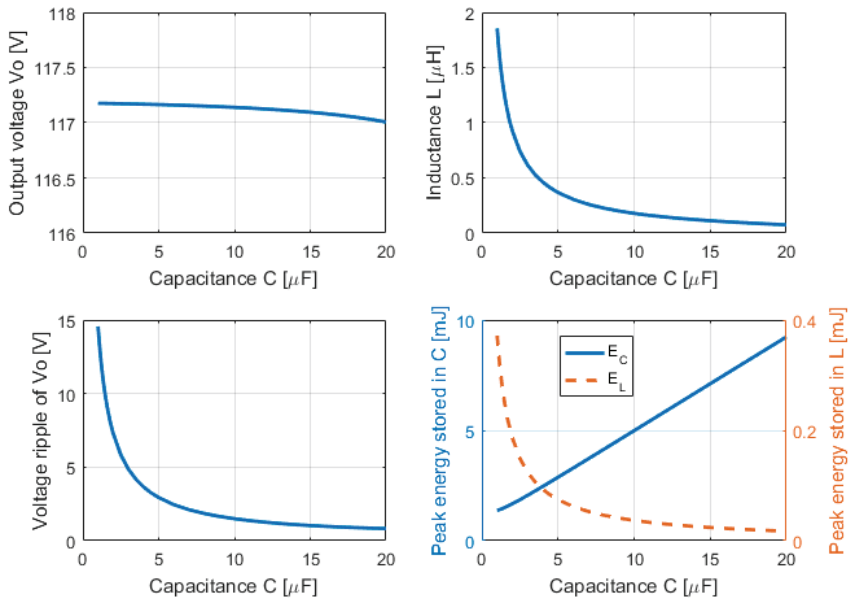 Output voltage Vo [V]
118
117.5
117
116.5
116
0 5 10 15 20
Capacitance C [μF]
Inductance L [μH]
2
1.5
1
0.5
0
0 5 10 15 20
Capacitance C [μF]
Voltage ripple of Vo [V]
15
10
5
0
0 5 10 15 20
Capacitance C [μF]
Peak energy stored in C [mJ]
10
5
0
E_C
E_L
0.4
0.2
0
Peak energy stored in L [mJ]
0 5 10 15 20
Capacitance C [μF]